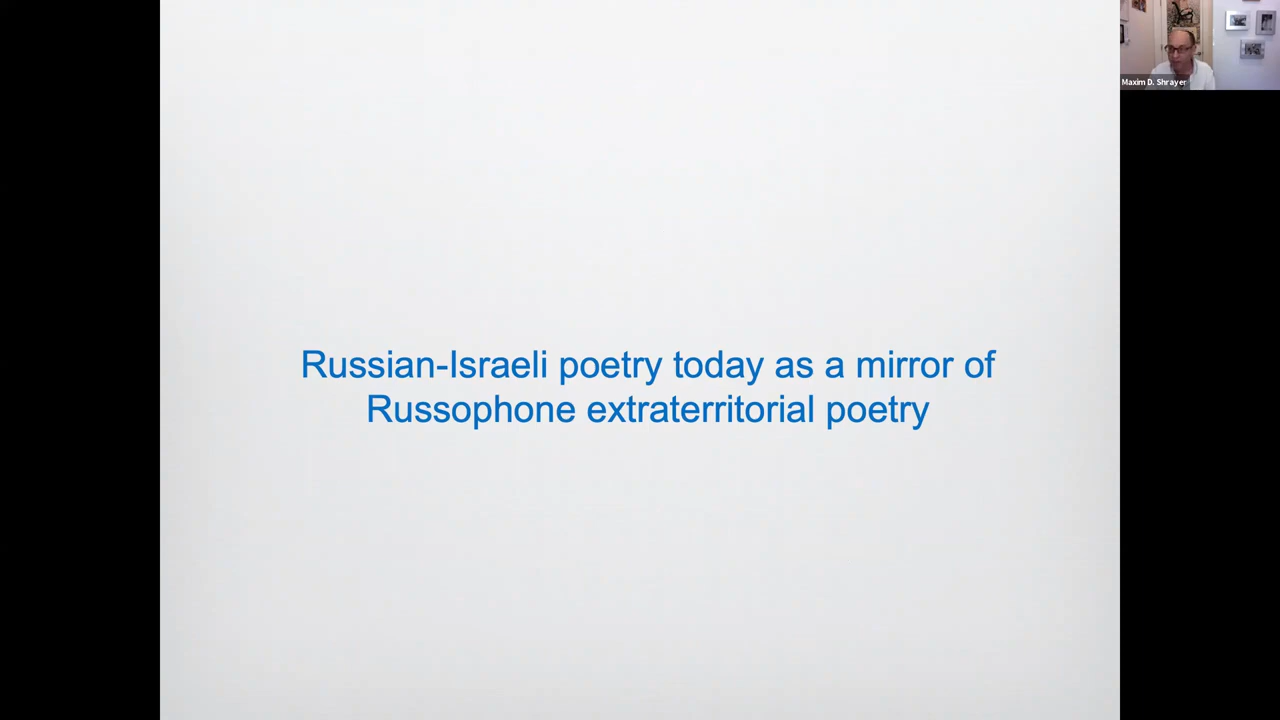 Maxim D. Shrayer
Russian-Israeli poetry today as a mirror of
Russophone extraterritorial poetry